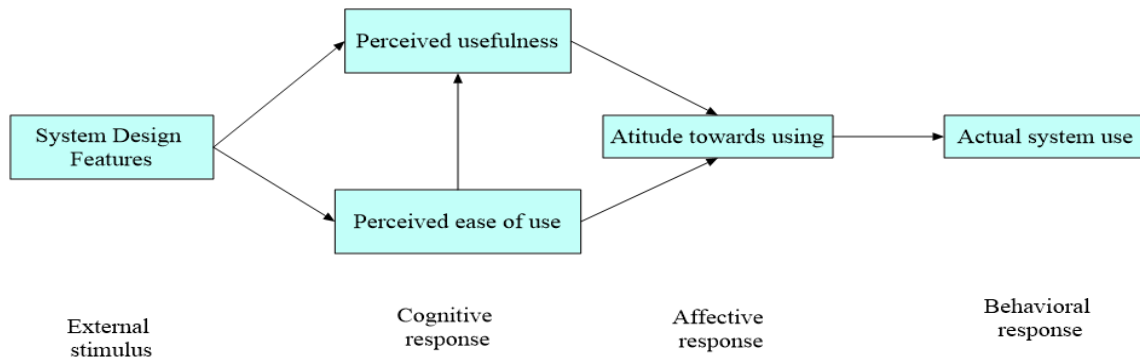 Perceived usefulness
System Design
Features
Atitude towards using
Actual system use
Perceived ease of use
External
stimulus
Cognitive
response
Affective
response
Behavioral
response